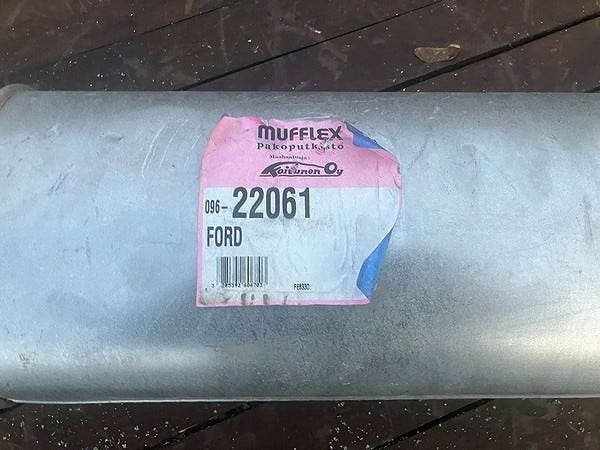 MUFFLEX
Pakoputkisto
Maahantuoja:
Koivunen Oy
096-22061
FORD